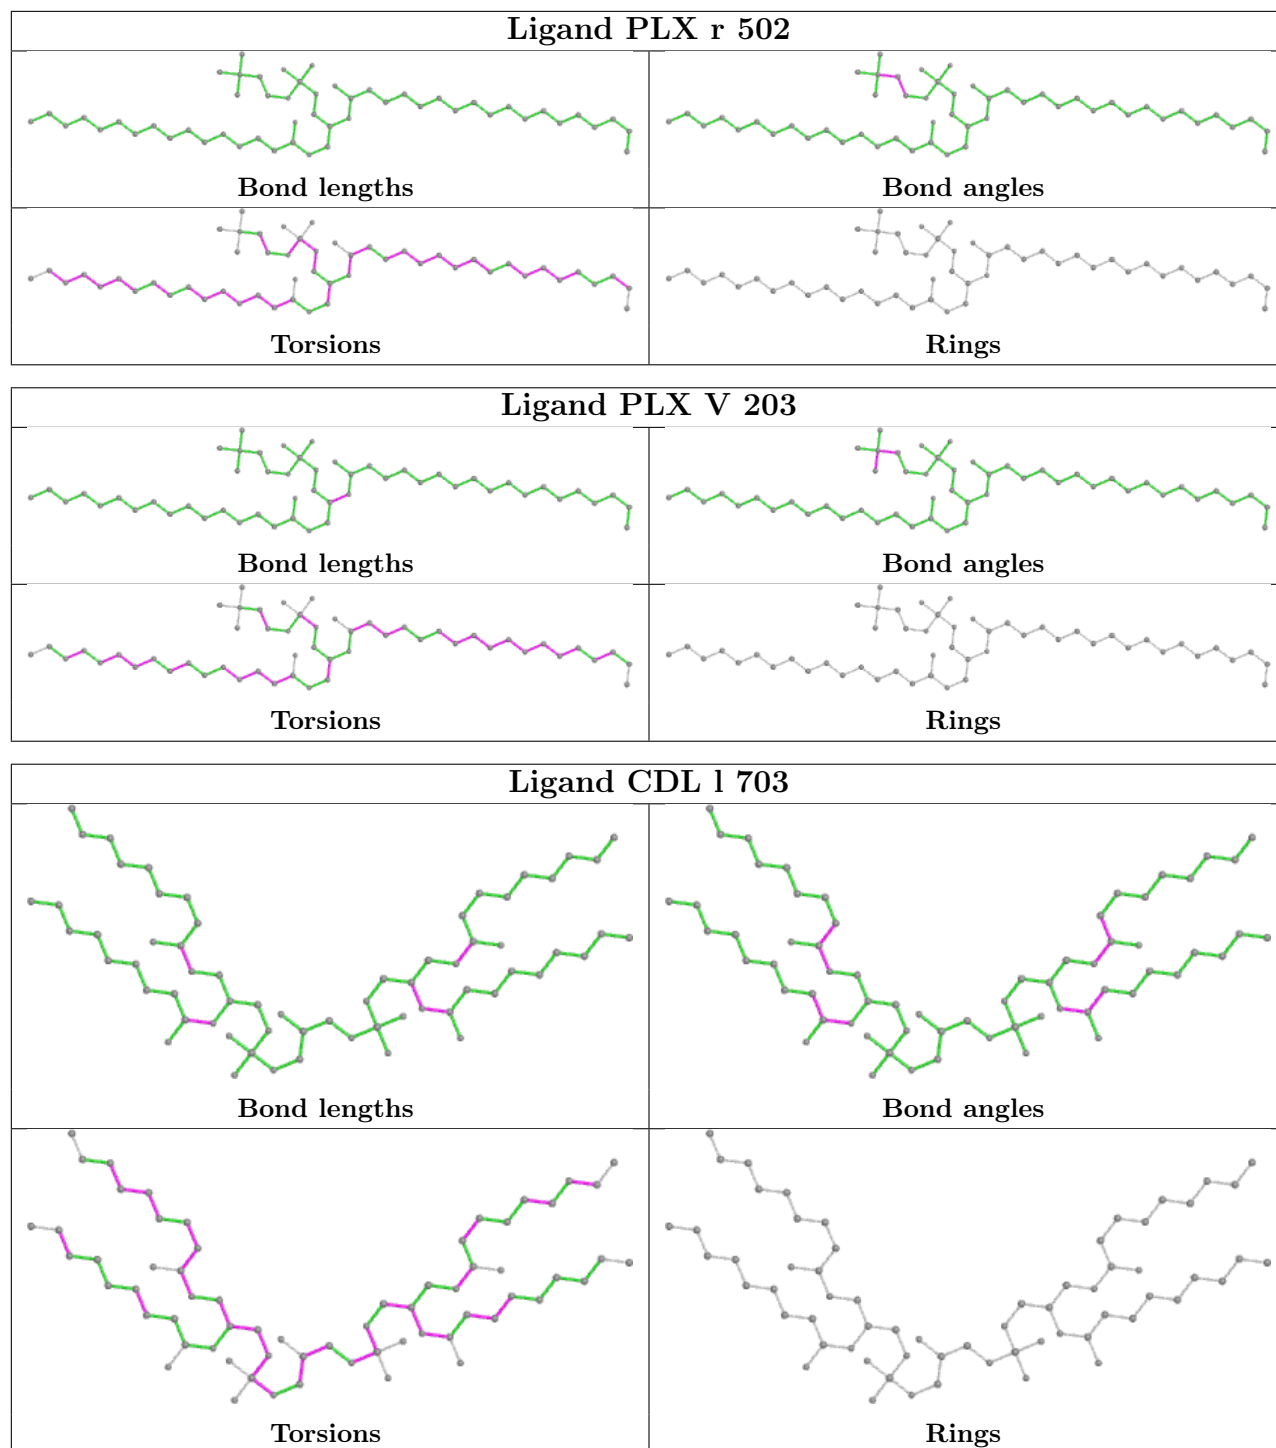 Ligand PLX r 502
Bond lengths
Bond angles
Torsions
Rings
Ligand PLX V 203
Bond lengths
Bond angles
Torsions
Rings
Ligand CDL l 703
Bond lengths
Bond angles
Torsions
Rings